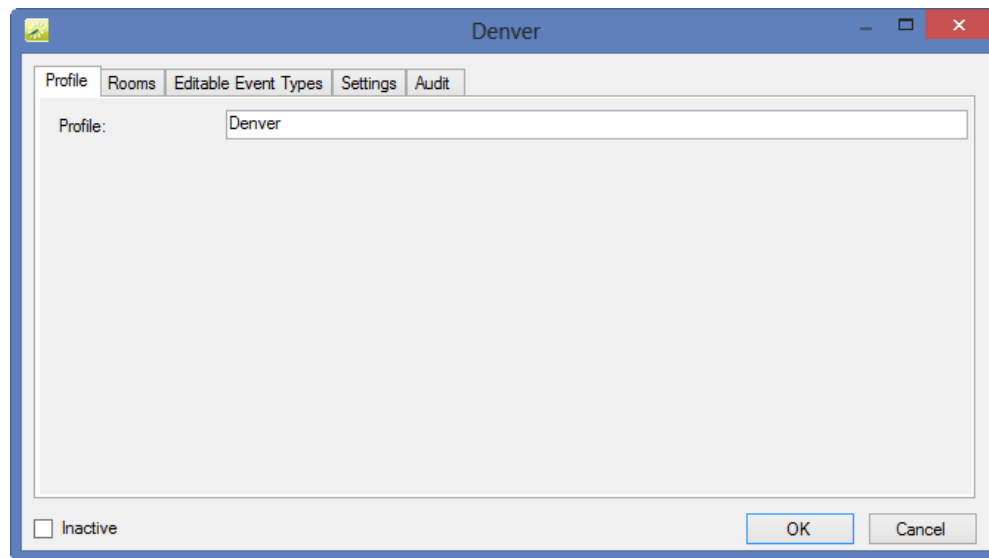 Denver
Profile Rooms Editable Event Types Settings Audit
Profile: Denver
Inactive OK Cancel